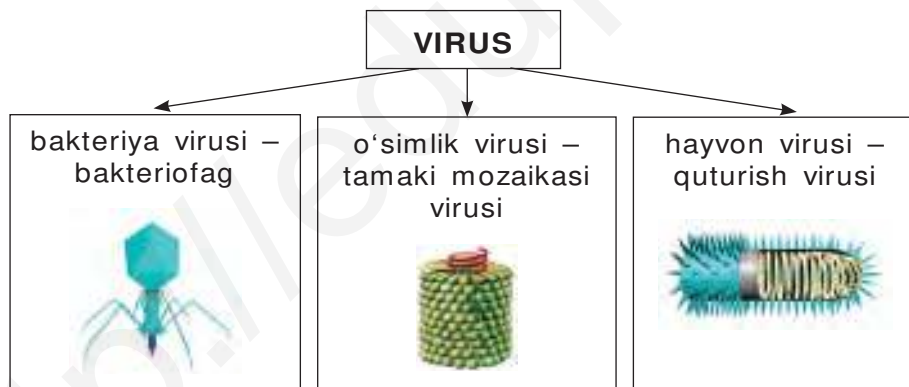 VIRUS
bakteriya virusi –
bakteriofag
o‘simlik virusi –
tamaki mozaikasi
virusi
hayvon virusi –
quturish virusi